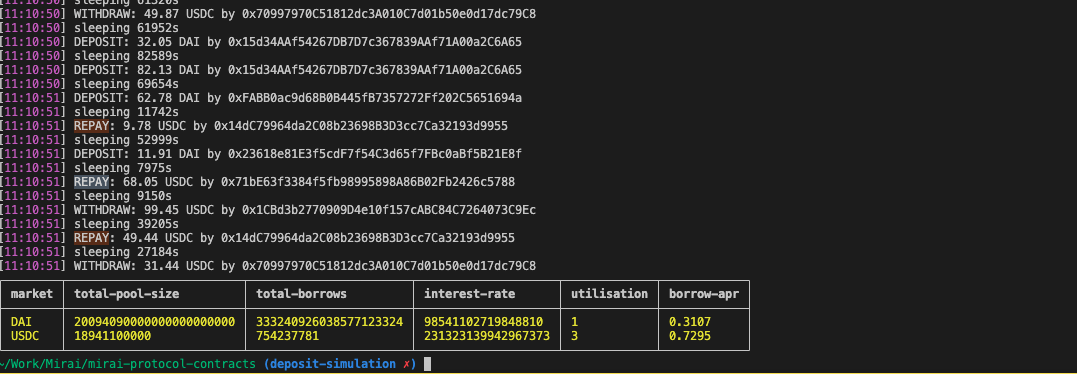 [11:10:50] sleeping 61520s
[11:10:50] WITHDRAW: 49.87 USDC by 0x70997970C51812dc3A010C7d01b50e0d17dc79C8
[11:10:50] sleeping 61952s
[11:10:50] DEPOSIT: 32.05 DAI by 0x15d34AAf54267DB7D7c367839AAf71A00a2C6A65
[11:10:50] sleeping 82589s
[11:10:50] DEPOSIT: 82.13 DAI by 0x15d34AAf54267DB7D7c367839AAf71A00a2C6A65
[11:10:50] sleeping 69654s
[11:10:51] DEPOSIT: 62.78 DAI by 0xFABB0ac9d68B0B445fB7357272Ff202C5651694a
[11:10:51] sleeping 11742s
[11:10:51] REPAY: 9.78 USDC by 0x14dC79964da2C08b23698B3D3cc7Ca32193d9955
[11:10:51] sleeping 52999s
[11:10:51] DEPOSIT: 11.91 DAI by 0x23618e81E3f5cdF7f54C3d65f7FBc0aBf5B21E8f
[11:10:51] sleeping 7975s
[11:10:51] REPAY: 68.05 USDC by 0x71bE63f3384f5fb98995898A86B02Fb2426c5788
[11:10:51] sleeping 9150s
[11:10:51] WITHDRAW: 99.45 USDC by 0x1CBd3b2770909D4e10f157cABC84C7264073C9Ec
[11:10:51] sleeping 39205s
[11:10:51] REPAY: 49.44 USDC by 0x14dC79964da2C08b23698B3D3cc7Ca32193d9955
[11:10:51] sleeping 27184s
[11:10:51] WITHDRAW: 31.44 USDC by 0x70997970C51812dc3A010C7d01b50e0d17dc79C8
market total-pool-size total-borrows interest-rate utilisation borrow-apr
DAI 20094090000000000000000 333240926038577123324 98541102719848810 1 0.3107
USDC 18941100000 754237781 231323139942967373 3 0.7295
~/Work/Mirai/mirai-protocol-contracts (deposit-simulation ✗)